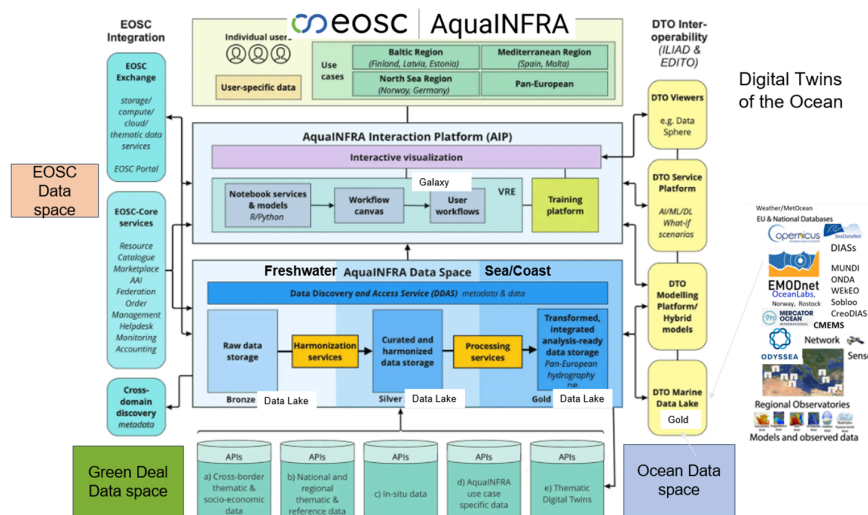 EOSC
Integration
EOSC
Exchange
storage/
compute/
cloud/
thematic data
services
EOSC Portal
EOSC
Data
space
EOSC-Core
services
Resource
Catalogue
Marketplace
AAI
Federation
Order
Management
Helpdesk
Monitoring
Accounting
Cross-
domain
discovery
metadata
Green Deal
Data space
eosc | AquaINFRA
Individual users
User-specific data
Use
cases
Baltic Region
(Finland, Latvia, Estonia)
Mediterranean Region
(Spain, Malta)
North Sea Region
(Norway, Germany)
Pan-European
AquaINFRA Interaction Platform (AIP)
Interactive visualization
Galaxy
VRE
Notebook services
& models
R/Python
Workflow
canvas
User
workflows
Training
platform
Freshwater
AquaINFRA Data Space
Sea/Coast
Data Discovery and Access Service (DDAS) metadata & data
Raw data
storage
Harmonization
services
Curated and
harmonized
data storage
Processing
services
Transformed,
integrated
analysis-ready
data storage
Pan-European
hydrography
Bronze
Data Lake
Silver
Data Lake
Gold
Data Lake
APIs
a) Cross-border
thematic &
socio-economic
data
APIs
b) National and
regional
thematic &
reference data
APIs
c) In-situ data
APIs
d) AquaINFRA
use case
specific data
APIs
e) Thematic
Digital Twins
DTO Inter-
operability
(ILIAD &
EDITO)
DTO Viewers
e.g. Data
Sphere
DTO Service
Platform
AI/ML/DL
What-if
scenarios
DTO
Modelling
Platform/
Hybrid
models
DTO Marine
Data Lake
Gold
Ocean Data
space
Digital Twins
of the Ocean
Weather/MetOcean
EU & National Databases
Copernicus
SeaDataNet
DIASs
EMODnet
MUNDI
ONDA
WEkEO
Sobloo
CreoDIAS
OceanLabs,
Norway, Rostock
MERCATOR
OCEAN
INTERNATIONAL
CMEMS
ODYSSEA
Network
Sens
Regional Observatories
Models and observed data